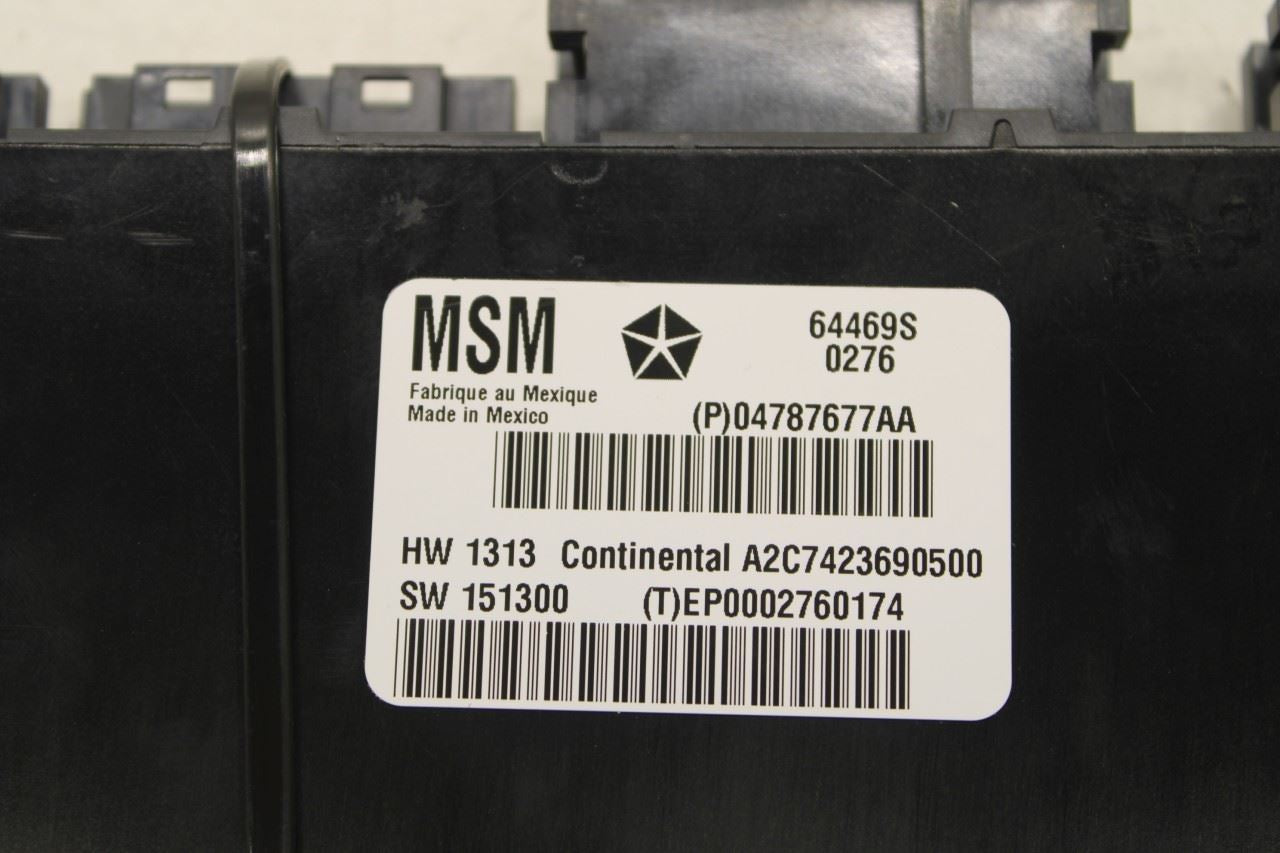 MSM
64469S
0276
Fabrique au Mexique
Made in Mexico
(P)04787677AA
HW 1313 Continental A2C7423690500
SW 151300 (T)EP0002760174